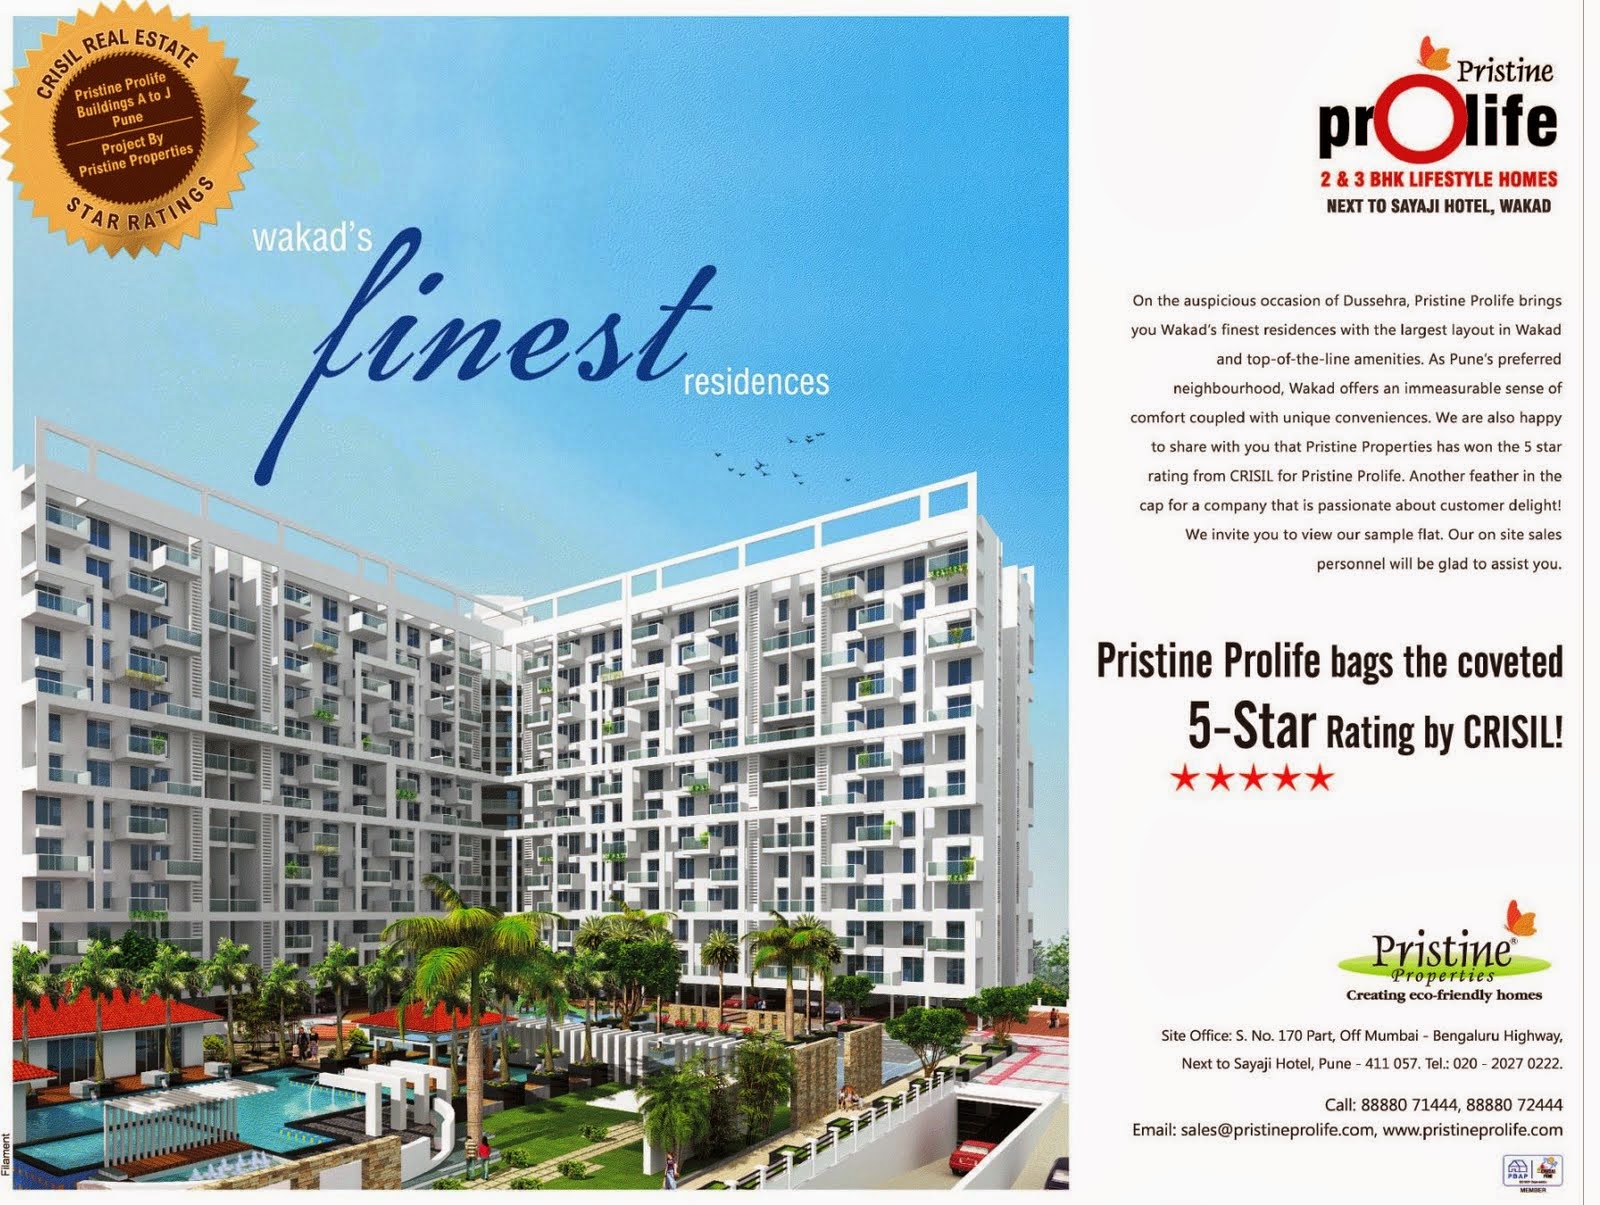 CRISIL REAL ESTATE
Pristine Prolife
Buildings A to J
Pune
Project By
Pristine Properties
STAR RATINGS
wakad's
finest
residences
Pristine
prOlife
2 & 3 BHK LIFESTYLE HOMES
NEXT TO SAYAJI HOTEL, WAKAD
On the auspicious occasion of Dussehra, Pristine Prolife brings
you Wakad's finest residences with the largest layout in Wakad
and top-of-the-line amenities. As Pune's preferred
neighbourhood, Wakad offers an immeasurable sense of
comfort coupled with unique conveniences. We are also happy
to share with you that Pristine Properties has won the 5 star
rating from CRISIL for Pristine Prolife. Another feather in the
cap for a company that is passionate about customer delight!
We invite you to view our sample flat. Our on site sales
personnel will be glad to assist you.
Pristine Prolife bags the coveted
5-Star Rating by CRISIL!
Pristine®
Properties
Creating eco-friendly homes
Site Office: S. No. 170 Part, Off Mumbai - Bengaluru Highway,
Next to Sayaji Hotel, Pune - 411 057. Tel.: 020 - 2027 0222.
Call: 88880 71444, 88880 72444
Email: sales@pristineprolife.com, www.pristineprolife.com
MEMBER
Filament